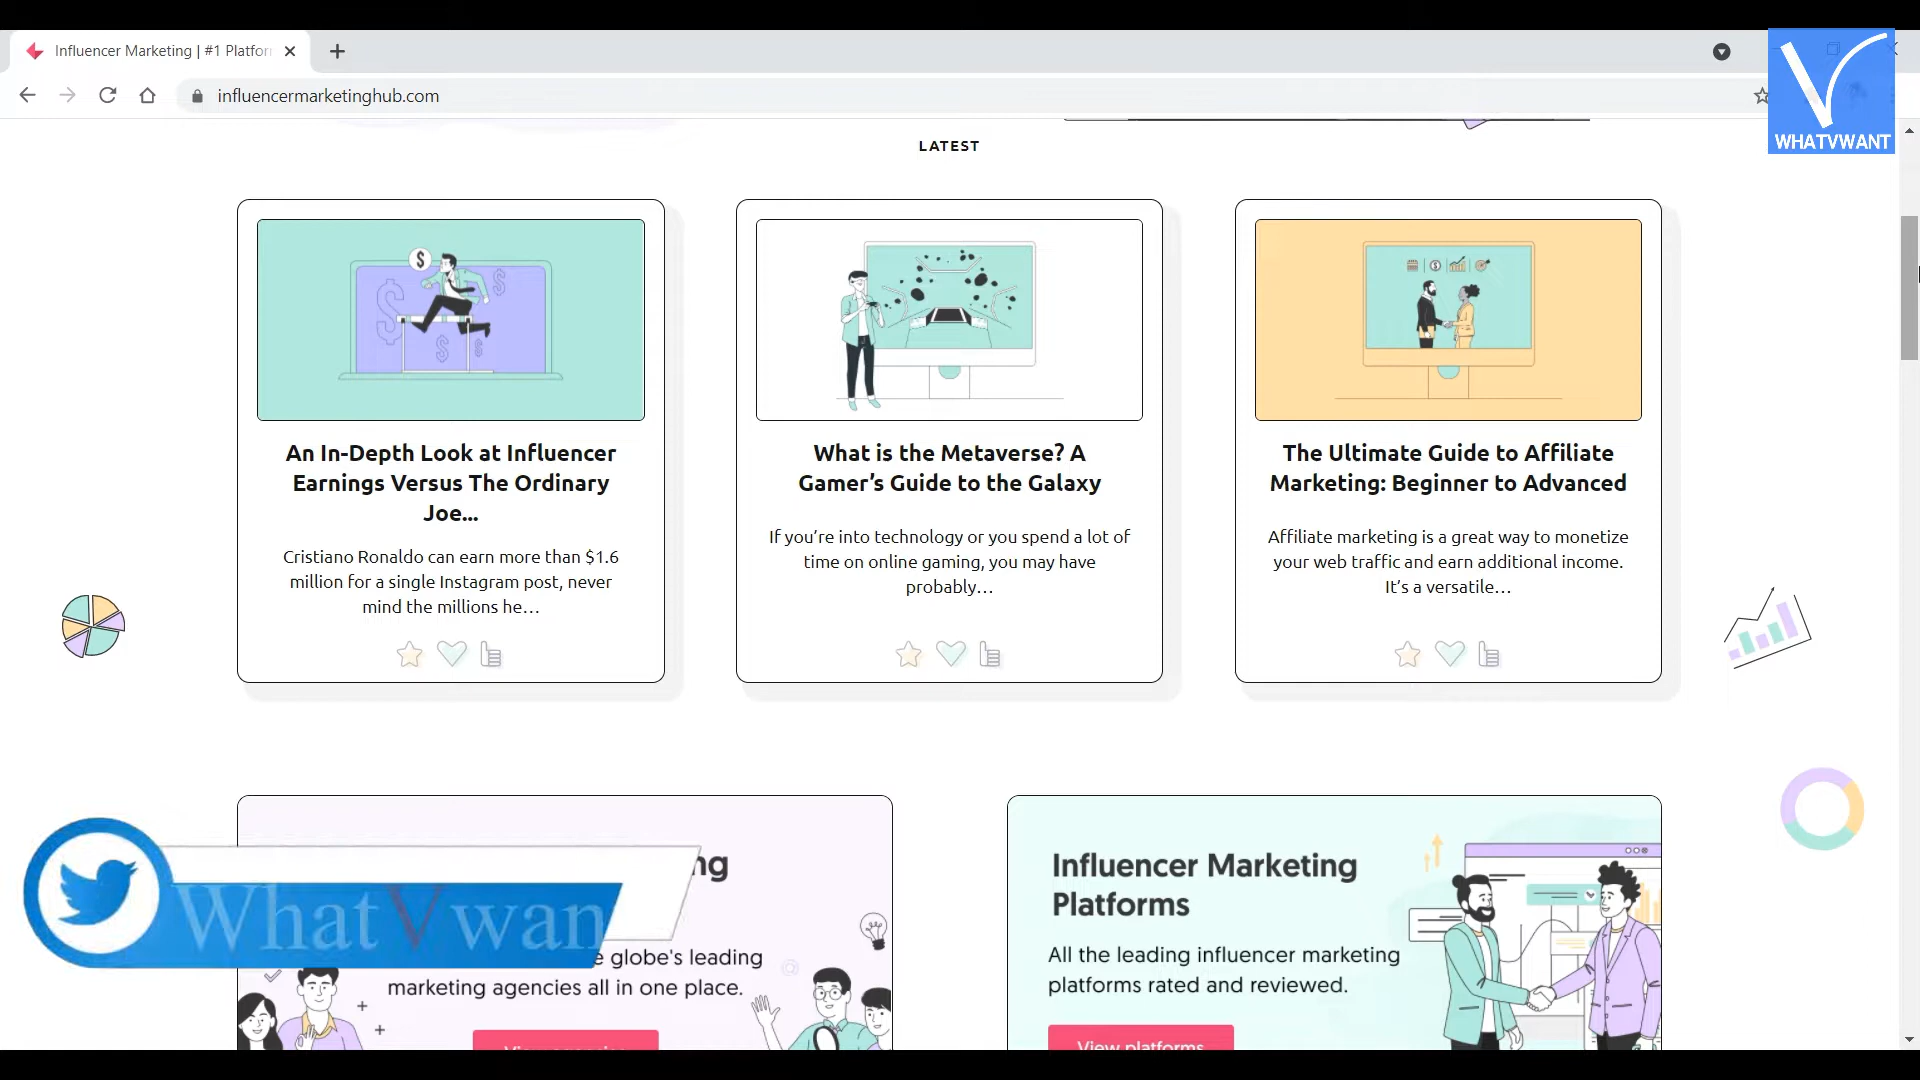 Influencer Marketing | #1 Platfor
influencermarketinghub.com
WHATVWANT
LATEST
An In-Depth Look at Influencer
Earnings Versus The Ordinary
Joe...
Cristiano Ronaldo can earn more than $1.6
million for a single Instagram post, never
mind the millions he…
What is the Metaverse? A
Gamer’s Guide to the Galaxy
If you’re into technology or you spend a lot of
time on online gaming, you may have
probably…
The Ultimate Guide to Affiliate
Marketing: Beginner to Advanced
Affiliate marketing is a great way to monetize
your web traffic and earn additional income.
It’s a versatile…
ng
e globe's leading
marketing agencies all in one place.
WhatVwan
Influencer Marketing
Platforms
All the leading influencer marketing
platforms rated and reviewed.
View platforms